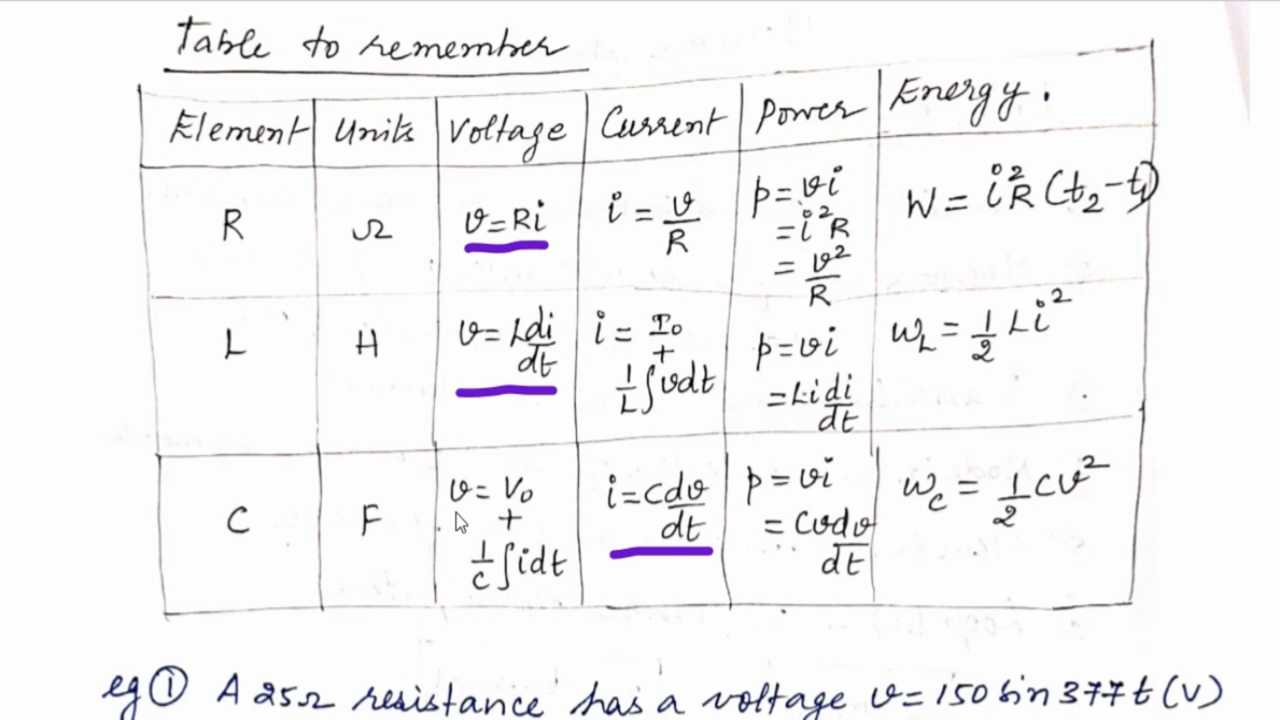 Table to remember
Element Units Voltage Current Power Energy.
R Ω v=Ri i = v/R p = vi = i²R = v²/R W = i²R (t₂-t₁)
L H v= L di/dt i = I₀ + 1/L ∫vdt p=vi = Li di/dt w_L = 1/2 Li²
C F v= V₀ + 1/C ∫idt i = C dv/dt p = vi = Cv dv/dt w_c = 1/2 Cv²
eg ① A 25Ω resistance has a voltage v=150 sin 377t (V)